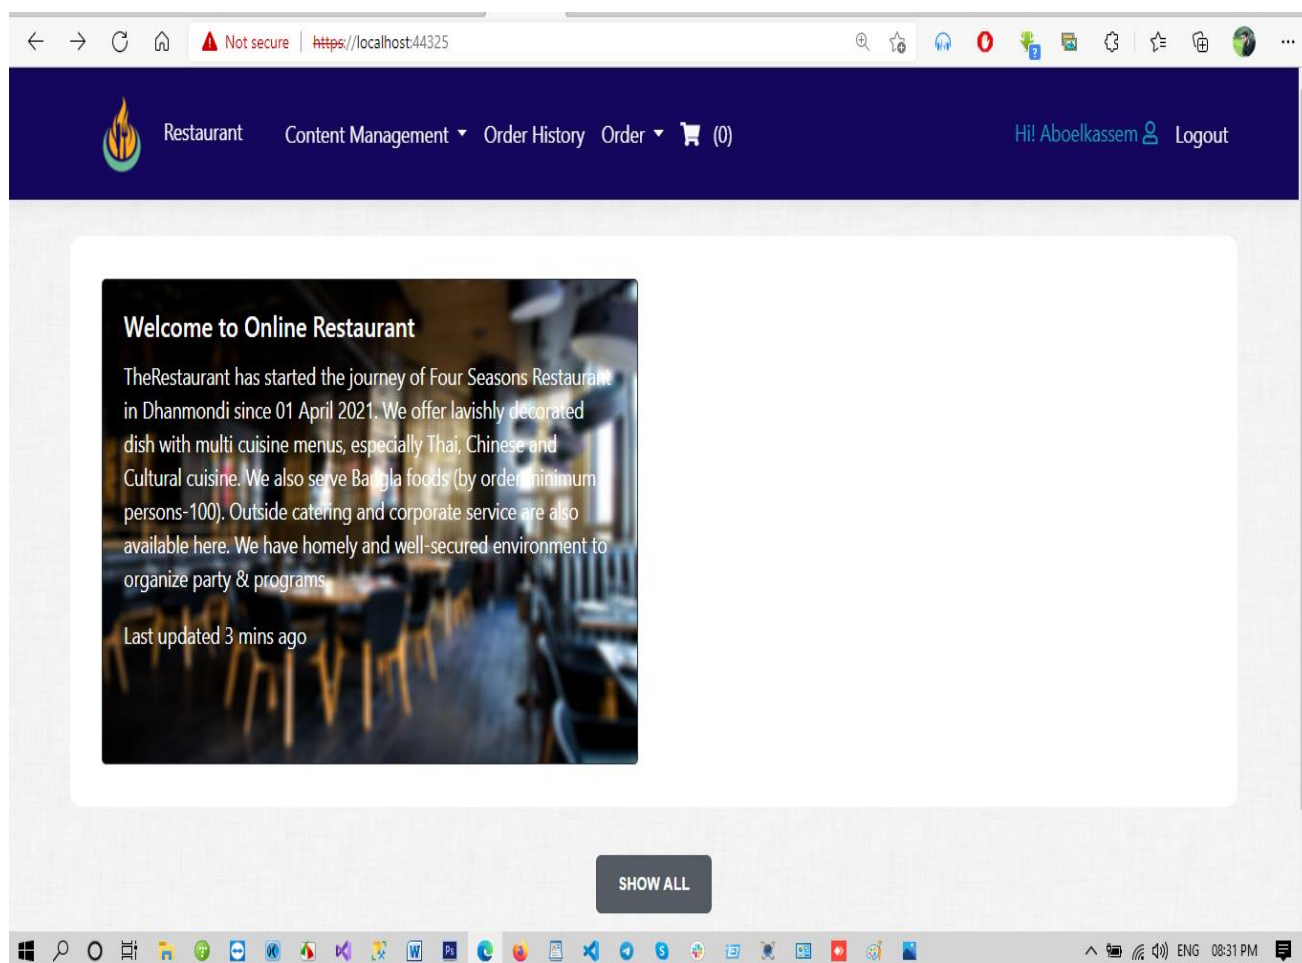 Not secure | https://localhost:44325
Restaurant Content Management Order History Order (0) Hi! Aboelkassem Logout
Welcome to Online Restaurant
TheRestaurant has started the journey of Four Seasons Restaurant
in Dhanmondi since 01 April 2021. We offer lavishly decorated
dish with multi cuisine menus, especially Thai, Chinese and
Cultural cuisine. We also serve Bangla foods (by order minimum
persons-100). Outside catering and corporate service are also
available here. We have homely and well-secured environment to
organize party & programs.
Last updated 3 mins ago
SHOW ALL
ENG 08:31 PM